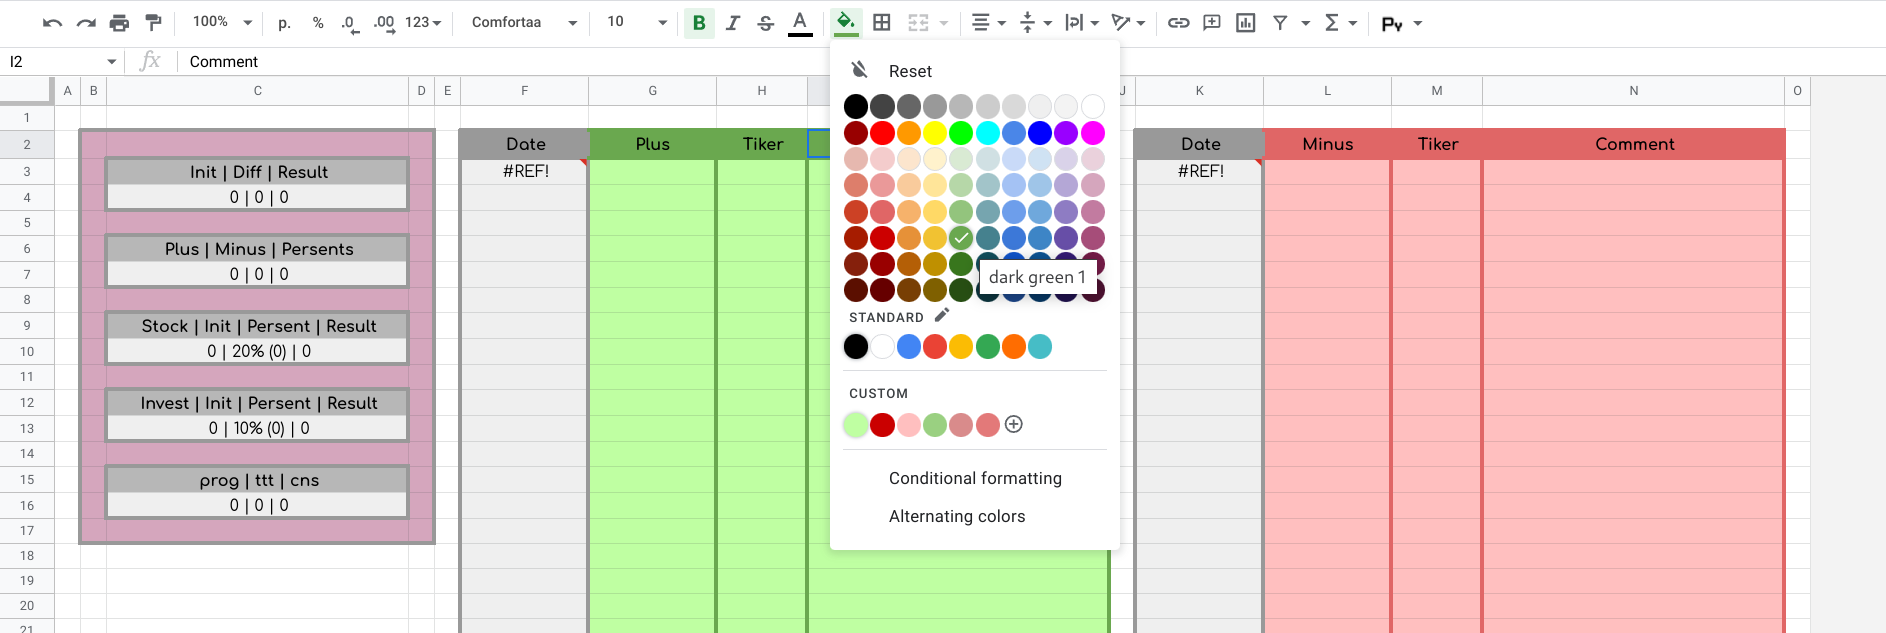 100% p. % .0 .00 123 Comfortaa 10 B I S A Σ Py
I2 fx Comment
Reset
A B C D E F G H J K L M N O
1
2 Date Plus Tiker Date Minus Tiker Comment
3 Init | Diff | Result #REF! #REF!
4 0 | 0 | 0
5
6 Plus | Minus | Persents
7 0 | 0 | 0
dark green 1
8
STANDARD
9 Stock | Init | Persent | Result
10 0 | 20% (0) | 0
11
CUSTOM
12 Invest | Init | Persent | Result
13 0 | 10% (0) | 0
14
15 prog | ttt | cns
Conditional formatting
16 0 | 0 | 0
Alternating colors
17
18
19
20
21